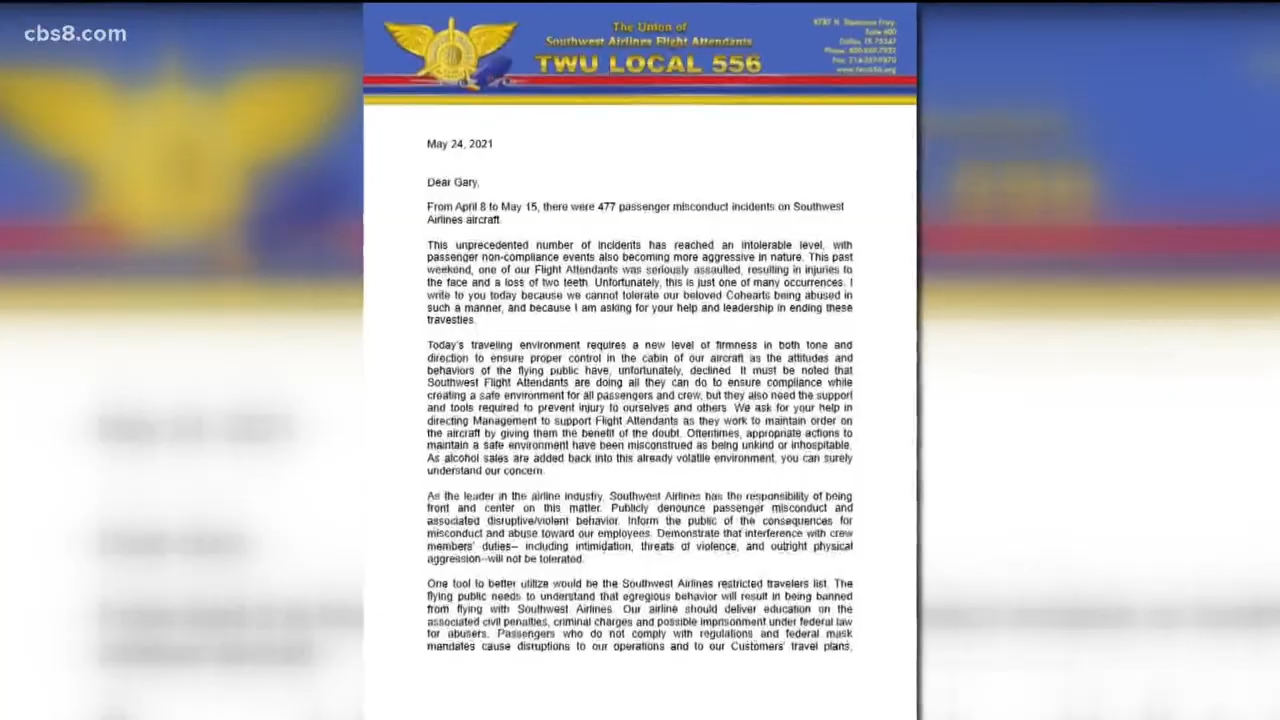 cbs8.com
The Union of
Southwest Airlines Flight Attendants
TWU LOCAL 556
May 24, 2021
Dear Gary,
From April 8 to May 15, there were 477 passenger misconduct incidents on Southwest
Airlines aircraft.
This unprecedented number of incidents has reached an intolerable level, with
passenger non-compliance events also becoming more aggressive in nature. This past
weekend, one of our Flight Attendants was seriously assaulted, resulting in injuries to
the face and a loss of two teeth. Unfortunately, this is just one of many occurrences. I
write to you today because we cannot tolerate our beloved Cohearts being abused in
such a manner, and because I am asking for your help and leadership in ending these
travesties.
Today's traveling environment requires a new level of firmness in both tone and
direction to ensure proper control in the cabin of our aircraft as the attitudes and
behaviors of the flying public have, unfortunately, declined. It must be noted that
Southwest Flight Attendants are doing all they can do to ensure compliance while
creating a safe environment for all passengers and crew, but they also need the support
and tools required to prevent injury to ourselves and others. We ask for your help in
directing Management to support Flight Attendants as they work to maintain order on
the aircraft by giving them the benefit of the doubt. Oftentimes, appropriate actions to
maintain a safe environment have been misconstrued as being unkind or inhospitable.
As alcohol sales are added back into this already volatile environment, you can surely
understand our concern.
As the leader in the airline industry, Southwest Airlines has the responsibility of being
front and center on this matter. Publicly denounce passenger misconduct and
associated disruptive/violent behavior. Inform the public of the consequences for
misconduct and abuse toward our employees. Demonstrate that interference with crew
members' duties-- including intimidation, threats of violence, and outright physical
aggression--will not be tolerated.
One tool to better utilize would be the Southwest Airlines restricted travelers list. The
flying public needs to understand that egregious behavior will result in being banned
from flying with Southwest Airlines. Our airline should deliver education on the
associated civil penalties, criminal charges and possible imprisonment under federal law
for abusers. Passengers who do not comply with regulations and federal mask
mandates cause disruptions to our operations and to our Customers' travel plans,